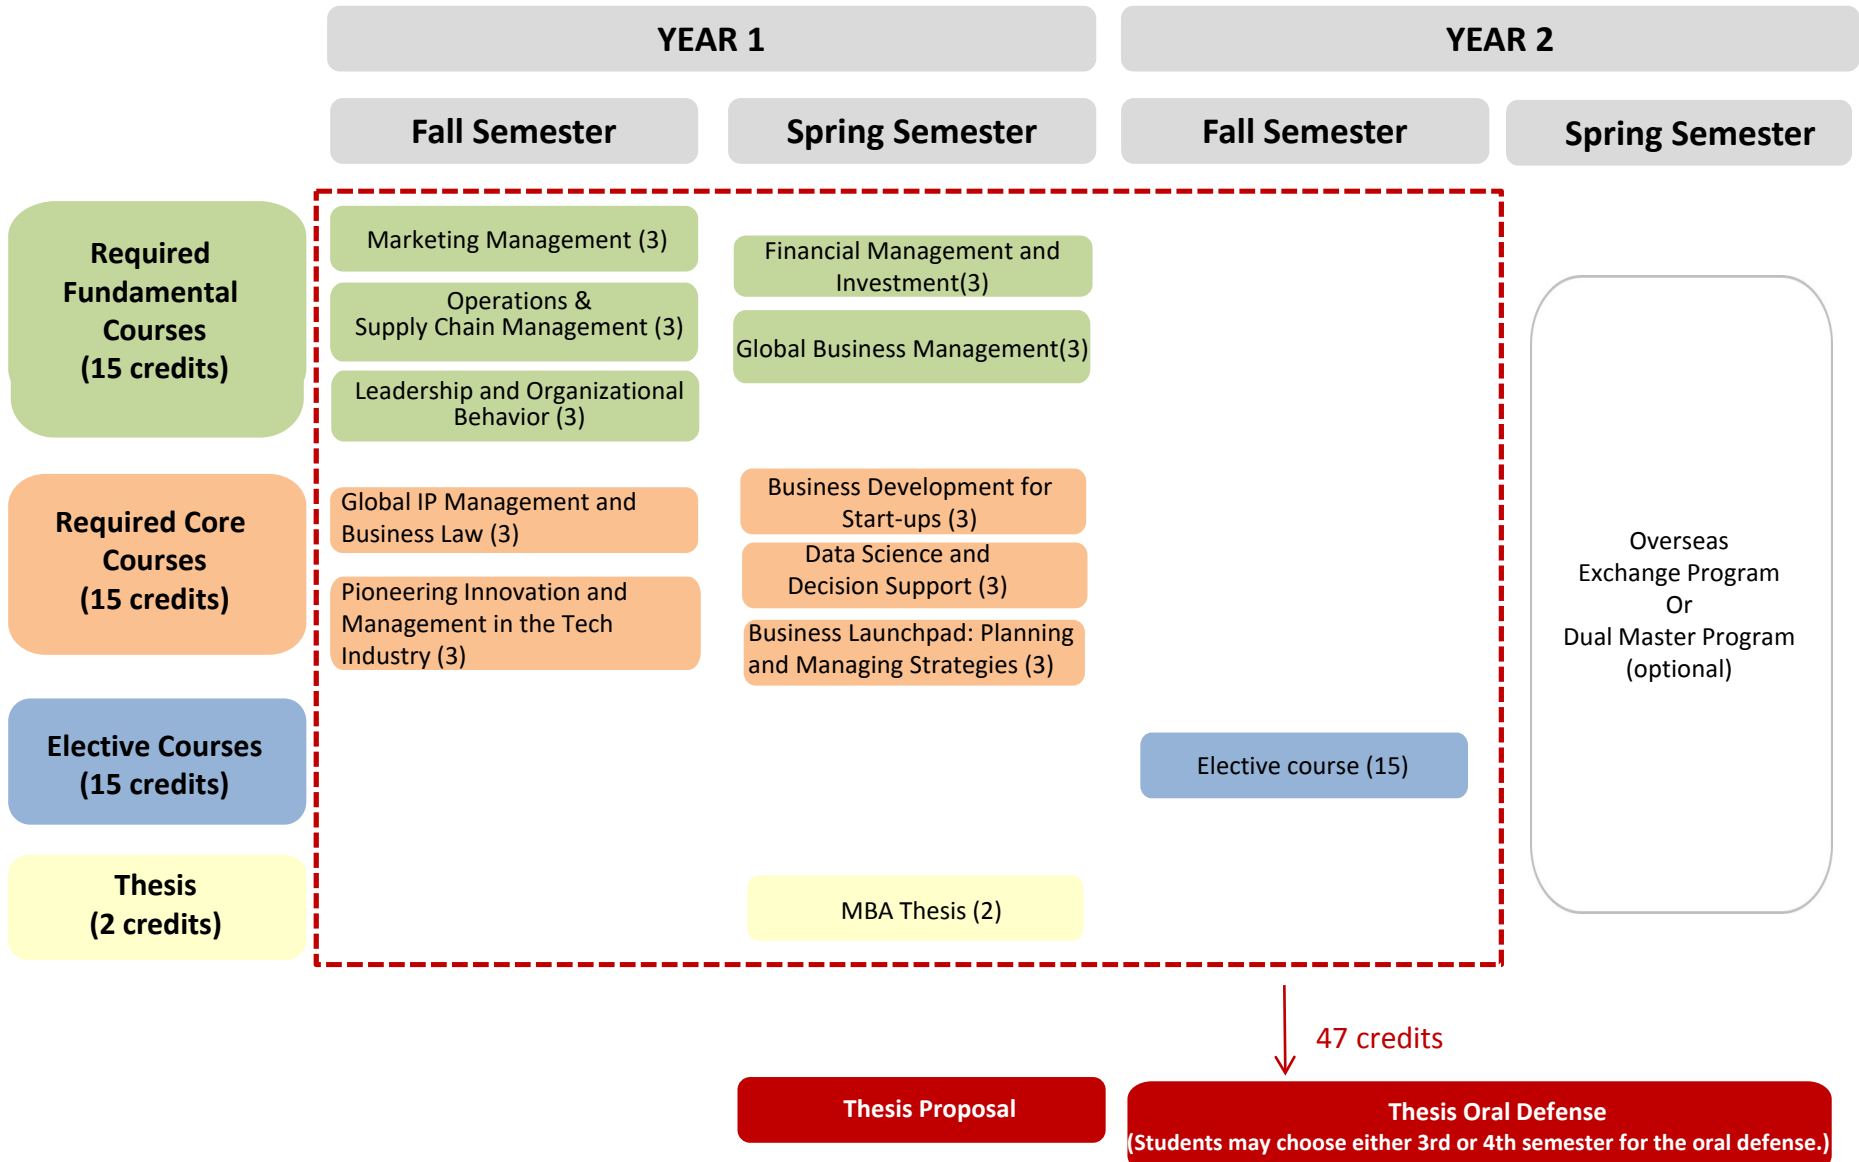 YEAR 1
YEAR 2
Fall Semester
Spring Semester
Fall Semester
Spring Semester
Required
Fundamental
Courses
(15 credits)
Marketing Management (3)
Operations &
Supply Chain Management (3)
Leadership and Organizational
Behavior (3)
Financial Management and
Investment(3)
Global Business Management(3)
Required Core
Courses
(15 credits)
Global IP Management and
Business Law (3)
Pioneering Innovation and
Management in the Tech
Industry (3)
Business Development for
Start-ups (3)
Data Science and
Decision Support (3)
Business Launchpad: Planning
and Managing Strategies (3)
Overseas
Exchange Program
Or
Dual Master Program
(optional)
Elective Courses
(15 credits)
Elective course (15)
Thesis
(2 credits)
MBA Thesis (2)
47 credits
Thesis Proposal
Thesis Oral Defense
(Students may choose either 3rd or 4th semester for the oral defense.)